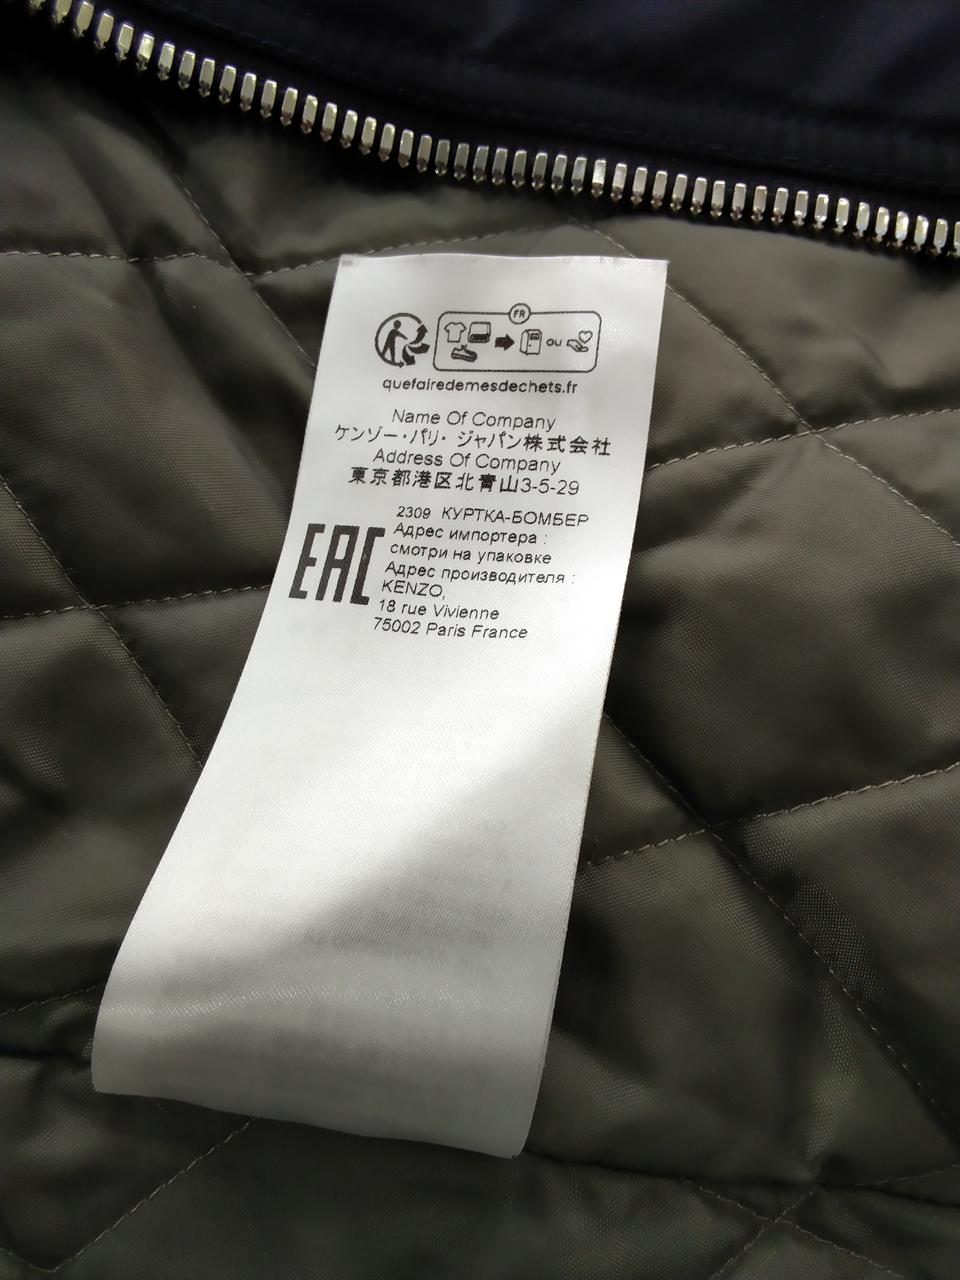 FR
ou
quefairedemesdechets.fr
Name Of Company
ケンゾー・パリ・ジャパン株式会社
Address Of Company
東京都港区北青山3-5-29
2309 КУРТКА-БОМБЕР
Адрес импортера :
смотри на упаковке
Адрес производителя :
KENZO,
18 rue Vivienne
75002 Paris France
EAC